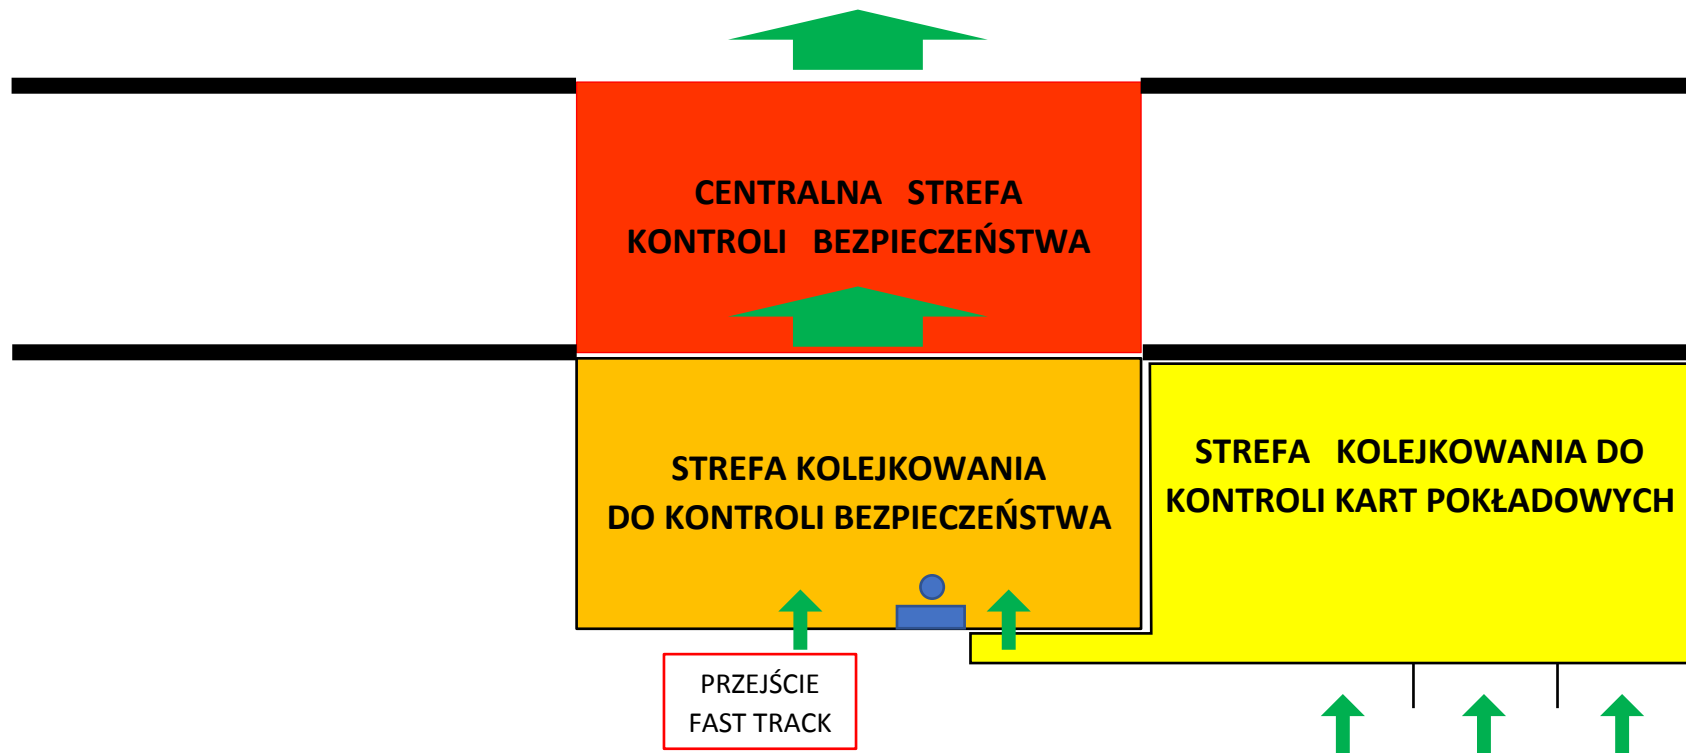 CENTRALNA STREFA
KONTROLI BEZPIECZEŃSTWA
STREFA KOLEJKOWANIA
DO KONTROLI BEZPIECZEŃSTWA
STREFA KOLEJKOWANIA DO
KONTROLI KART POKŁADOWYCH
PRZEJŚCIE
FAST TRACK